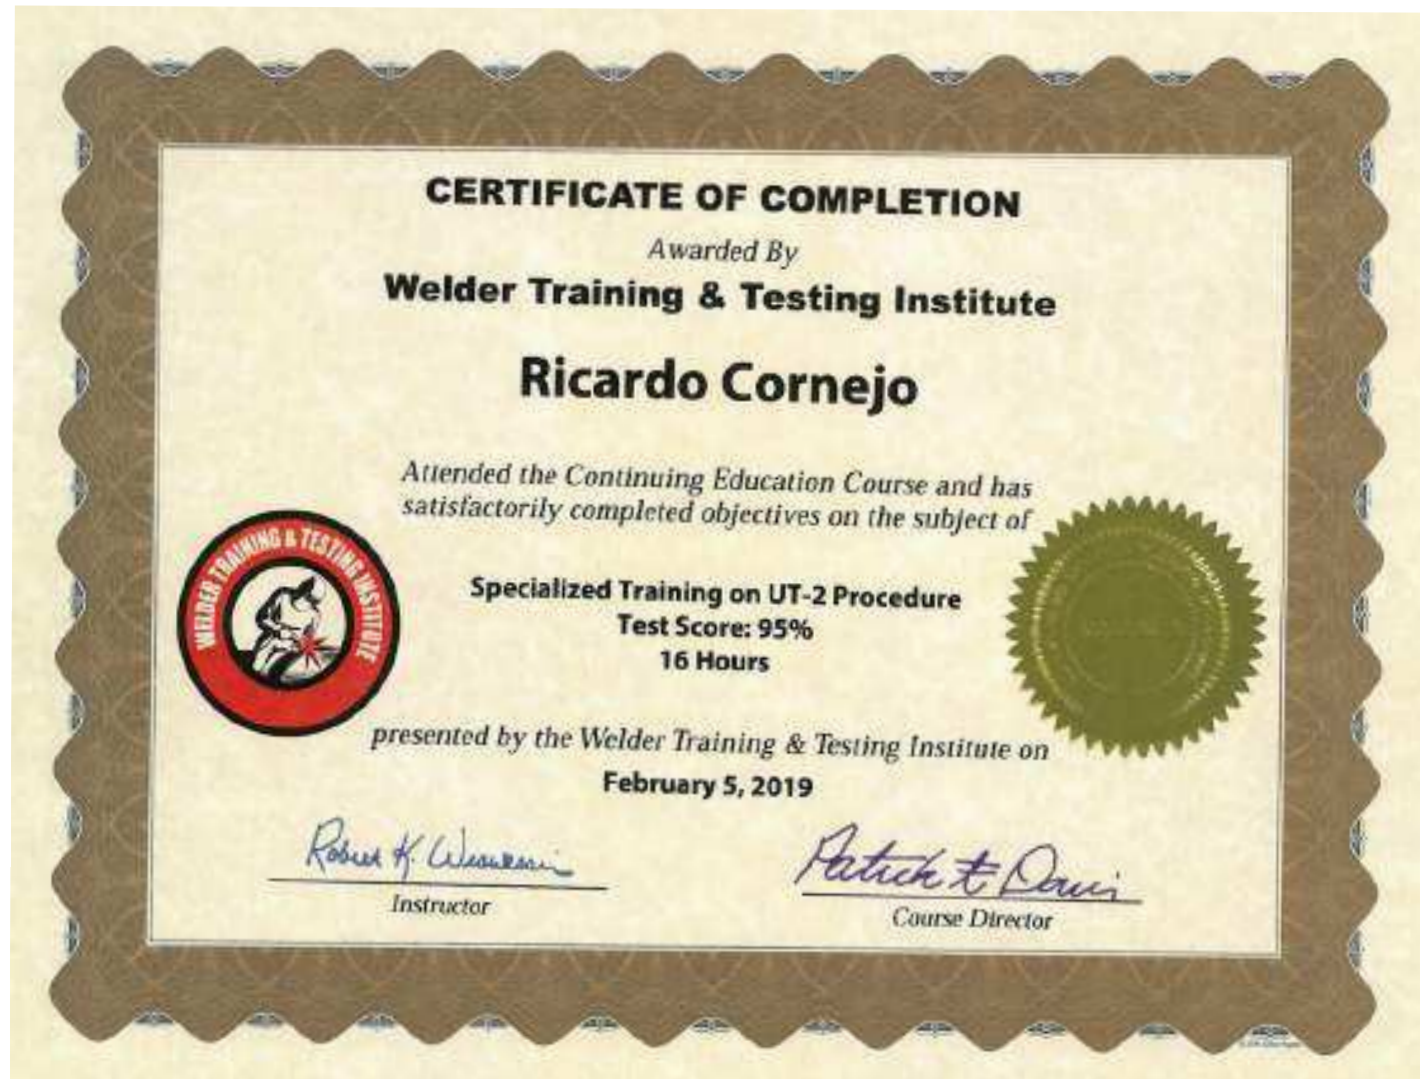 CERTIFICATE OF COMPLETION
Awarded By
Welder Training & Testing Institute
Ricardo Cornejo
Attended the Continuing Education Course and has
satisfactorily completed objectives on the subject of
WELDER TRAINING & TESTING INSTITUTE
Specialized Training on UT-2 Procedure
Test Score: 95%
16 Hours
presented by the Welder Training & Testing Institute on
February 5, 2019
K.
Patrick
Instructor
Course Director